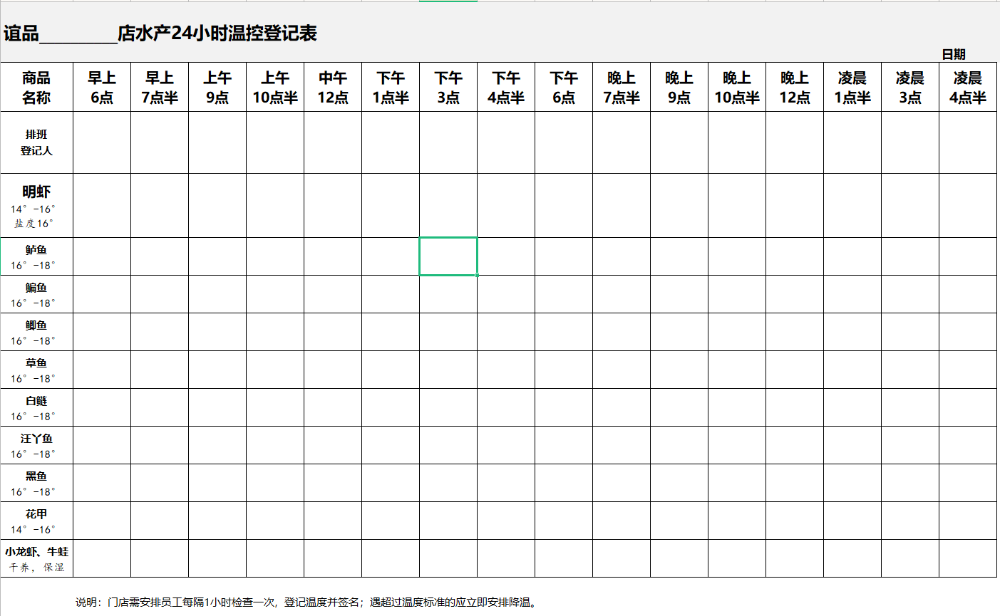 谊品_________店水产24小时温控登记表
日期
商品 早上 早上 上午 上午 中午 下午 下午 下午 下午 晚上 晚上 晚上 晚上 凌晨 凌晨 凌晨
名称 6点 7点半 9点 10点半 12点 1点半 3点 4点半 6点 7点半 9点 10点半 12点 1点半 3点 4点半
排班
登记人
明虾
14°-16°
盐度16°
鲈鱼
16°-18°
鳊鱼
16°-18°
鲫鱼
16°-18°
草鱼
16°-18°
白鲢
16°-18°
汪丫鱼
16°-18°
黑鱼
16°-18°
花甲
14°-16°
小龙虾、牛蛙
干养，保湿
说明：门店需安排员工每隔1小时检查一次，登记温度并签名；遇超过温度标准的应立即安排降温。